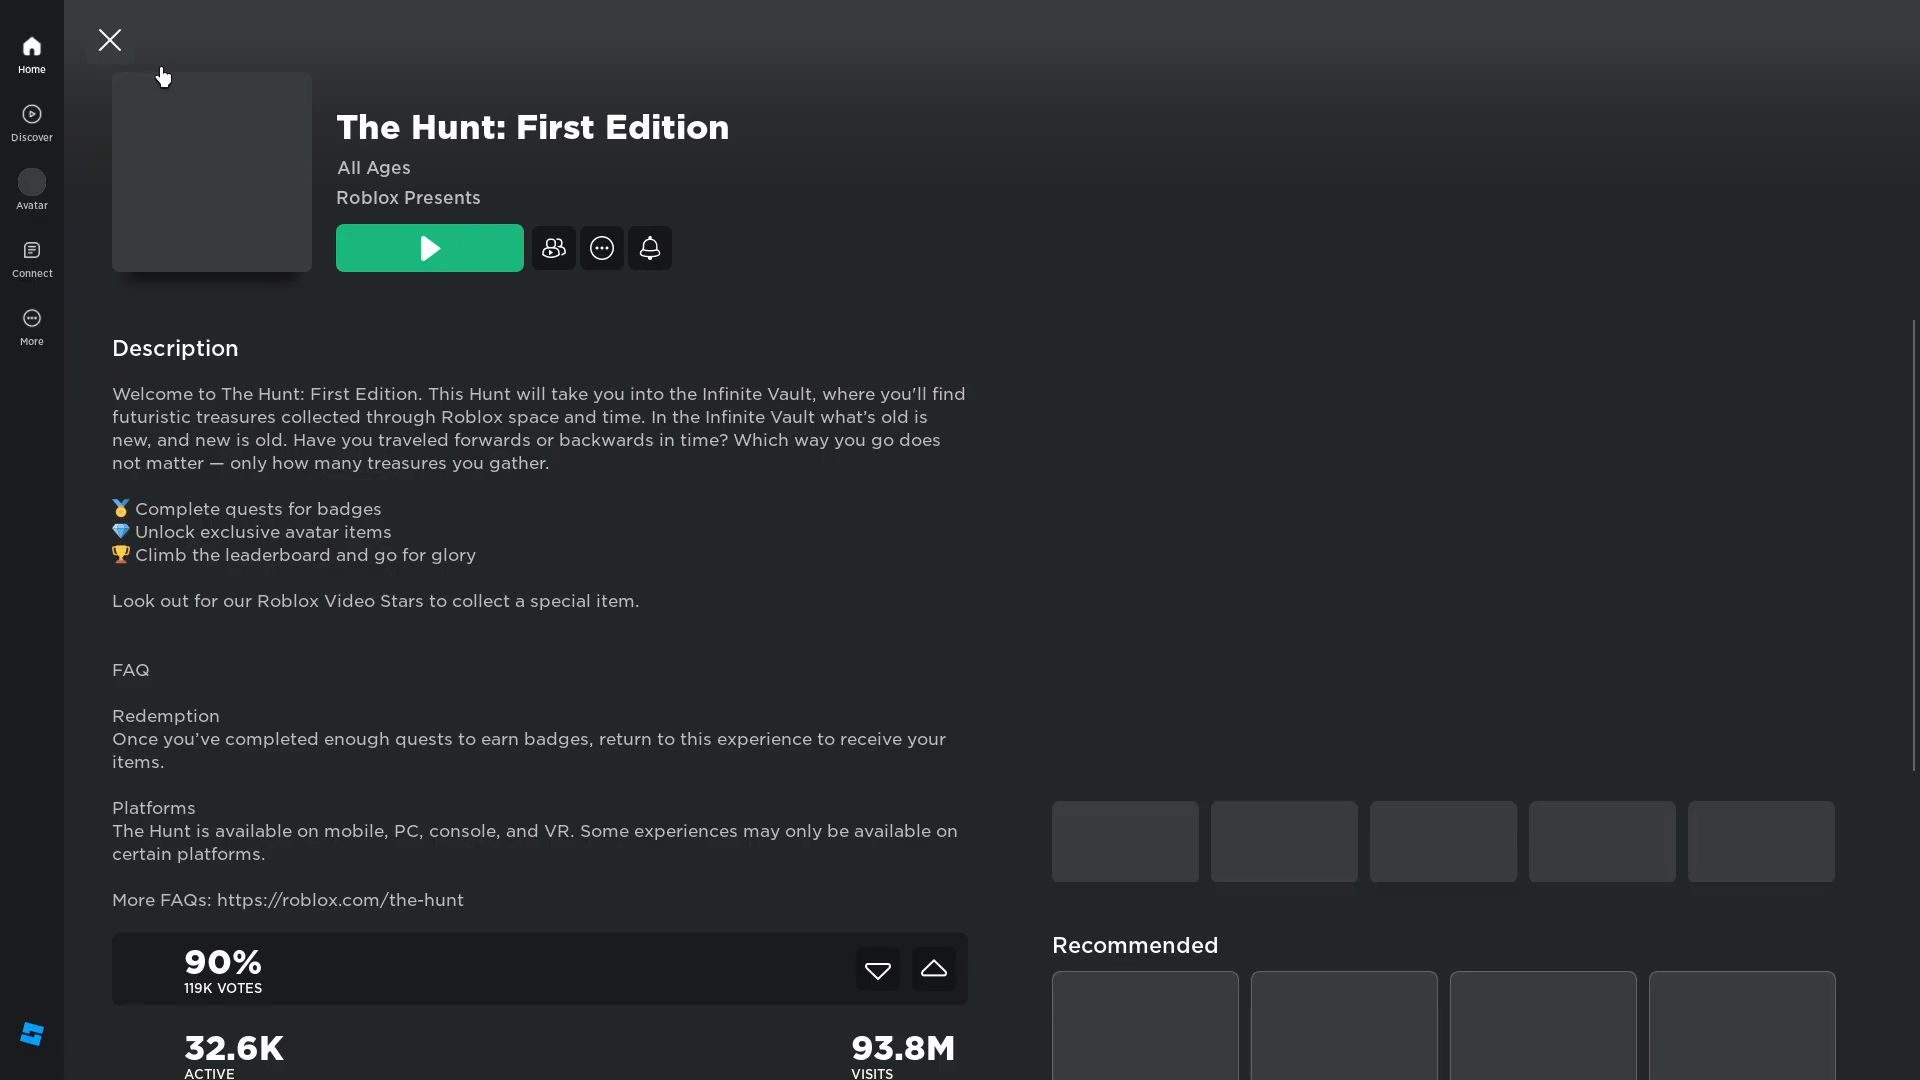 Home
Discover
Avatar
Connect
More
The Hunt: First Edition
All Ages
Roblox Presents
Description
Welcome to The Hunt: First Edition. This Hunt will take you into the Infinite Vault, where you'll find
futuristic treasures collected through Roblox space and time. In the Infinite Vault what’s old is
new, and new is old. Have you traveled forwards or backwards in time? Which way you go does
not matter — only how many treasures you gather.
🏅 Complete quests for badges
💎 Unlock exclusive avatar items
🏆 Climb the leaderboard and go for glory
Look out for our Roblox Video Stars to collect a special item.
FAQ
Redemption
Once you’ve completed enough quests to earn badges, return to this experience to receive your
items.
Platforms
The Hunt is available on mobile, PC, console, and VR. Some experiences may only be available on
certain platforms.
More FAQs: https://roblox.com/the-hunt
90%
119K VOTES
32.6K
ACTIVE
93.8M
VISITS
Recommended